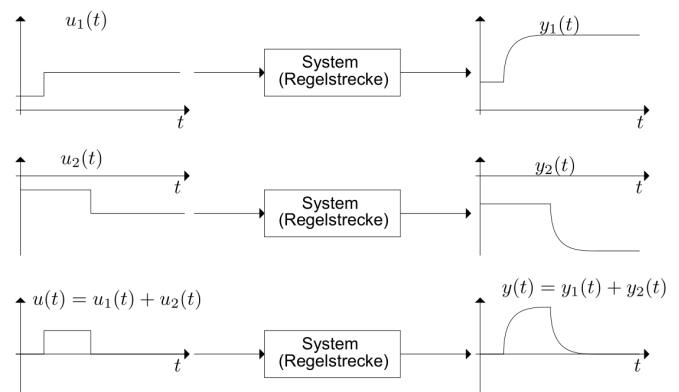 u₁(t)
y₁(t)
System
(Regelstrecke)
t
t
u₂(t)
y₂(t)
t
t
System
(Regelstrecke)
u(t) = u₁(t) + u₂(t)
y(t) = y₁(t) + y₂(t)
System
(Regelstrecke)
t
t